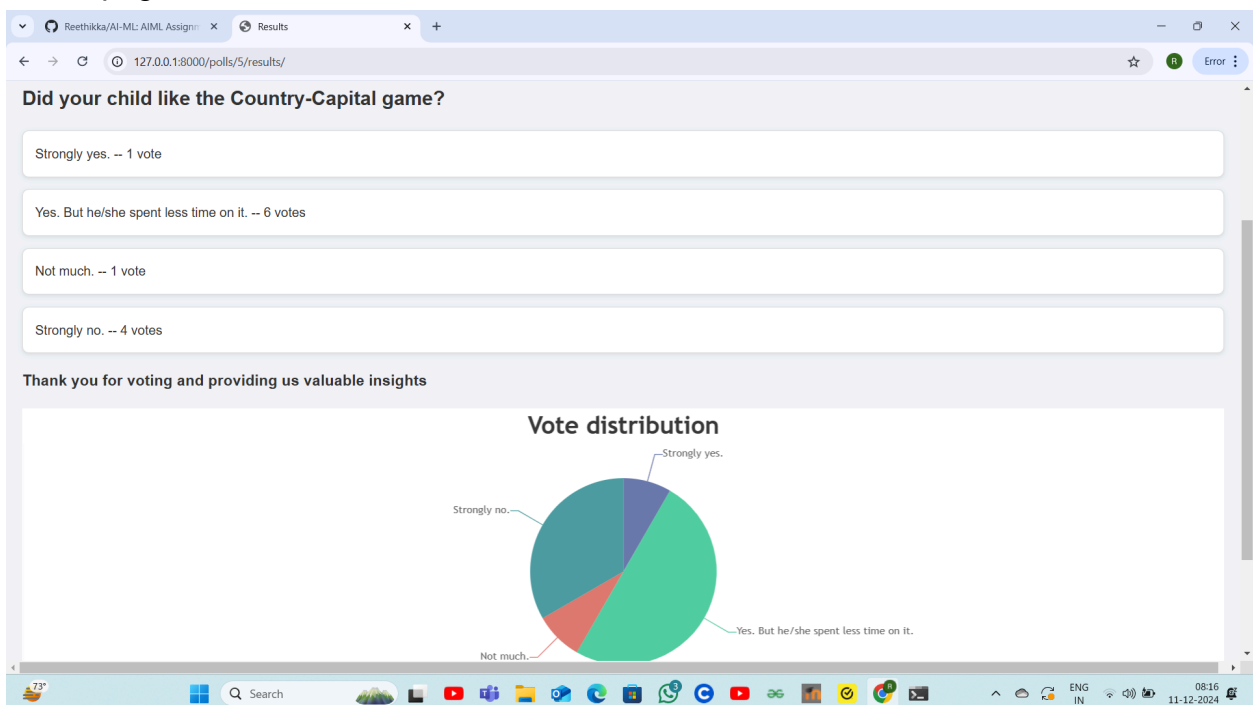 Reethikka/AI-ML: AIML Assignm
Results
127.0.0.1:8000/polls/5/results/
R
Error
Did your child like the Country-Capital game?
Strongly yes. -- 1 vote
Yes. But he/she spent less time on it. -- 6 votes
Not much. -- 1 vote
Strongly no. -- 4 votes
Thank you for voting and providing us valuable insights
Vote distribution
Strongly yes.
Strongly no.
Yes. But he/she spent less time on it.
Not much.
73°
Search
3
ENG
IN
08:16
11-12-2024